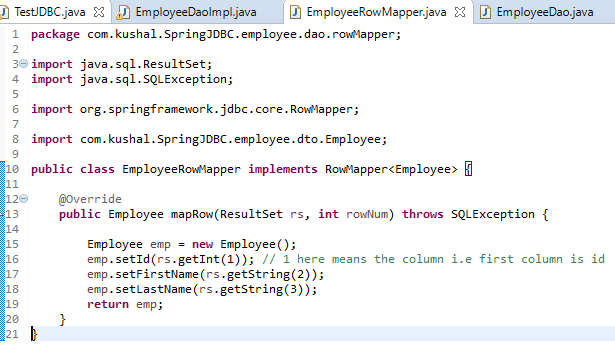 TestJDBC.java EmployeeDaoImpl.java EmployeeRowMapper.java EmployeeDao.java
1 package com.kushal.SpringJDBC.employee.dao.rowMapper;
2
3 import java.sql.ResultSet;
4 import java.sql.SQLException;
5
6 import org.springframework.jdbc.core.RowMapper;
7
8 import com.kushal.SpringJDBC.employee.dto.Employee;
9
10 public class EmployeeRowMapper implements RowMapper<Employee> {
11
12 @Override
13 public Employee mapRow(ResultSet rs, int rowNum) throws SQLException {
14
15 Employee emp = new Employee();
16 emp.setId(rs.getInt(1)); // 1 here means the column i.e first column is id
17 emp.setFirstName(rs.getString(2));
18 emp.setLastName(rs.getString(3));
19 return emp;
20 }
21 }